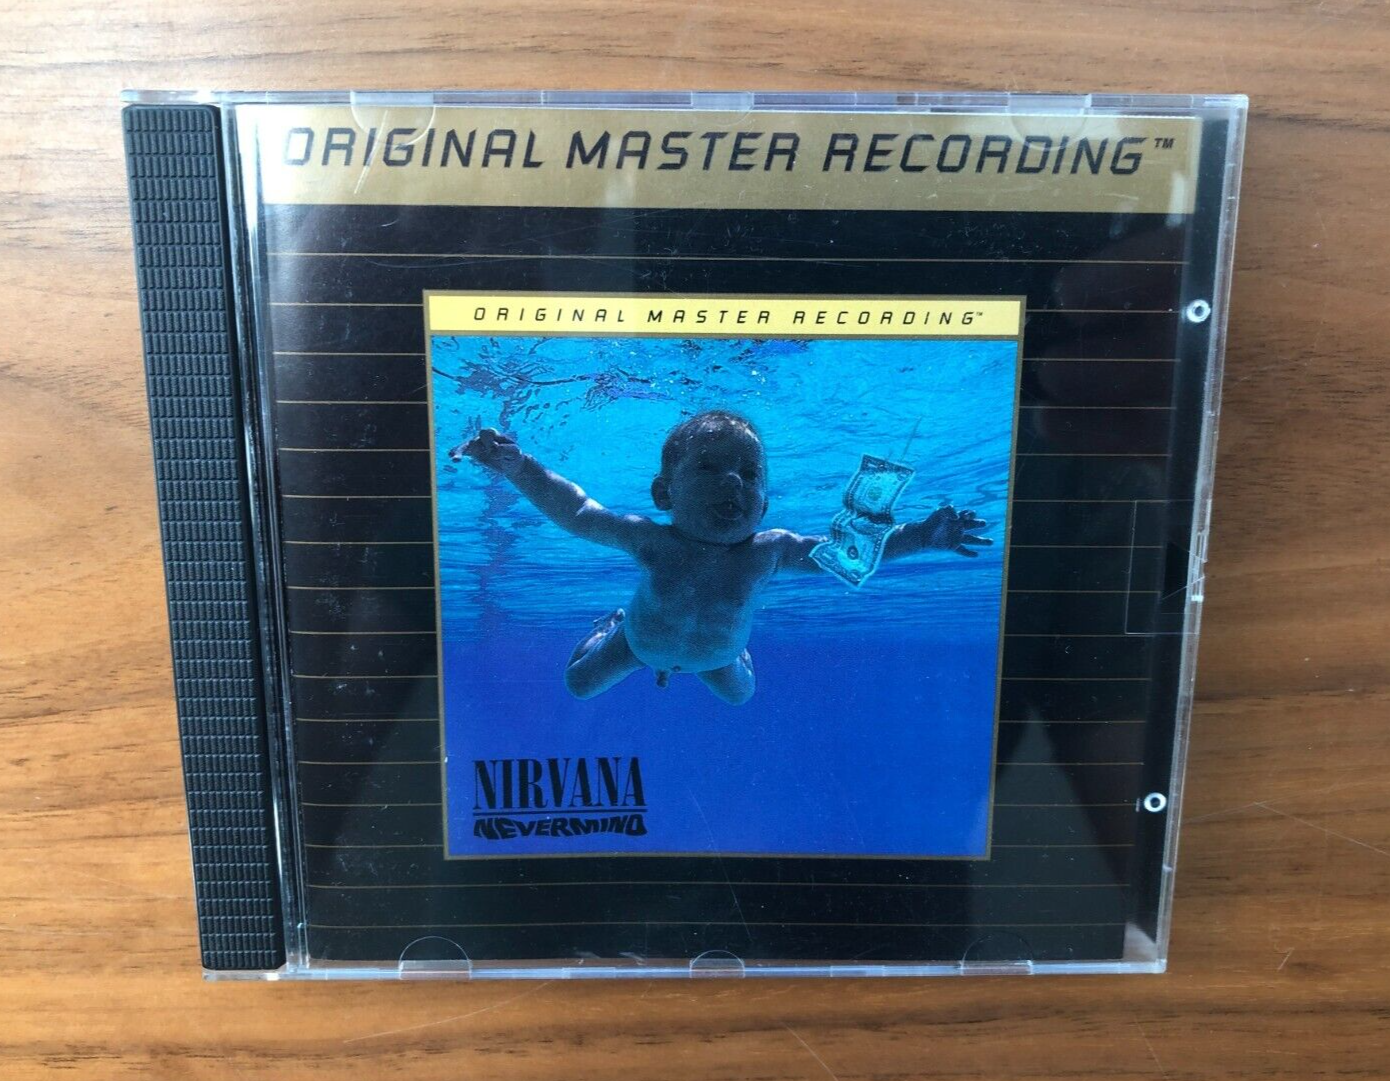 ORIGINAL MASTER RECORDING™
ORIGINAL MASTER RECORDING™
NIRVANA
NEVERMIND